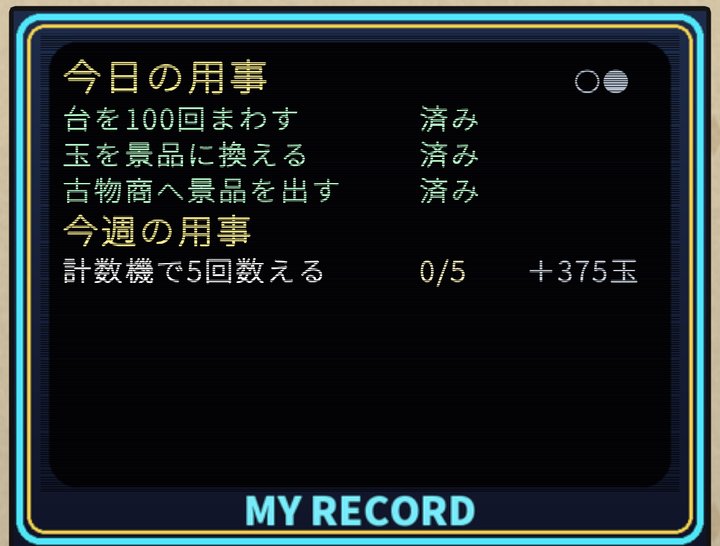 今日の用事 ○●
台を100回まわす 済み
玉を景品に換える 済み
古物商へ景品を出す 済み
今週の用事
計数機で5回数える 0/5 +375玉
MY RECORD